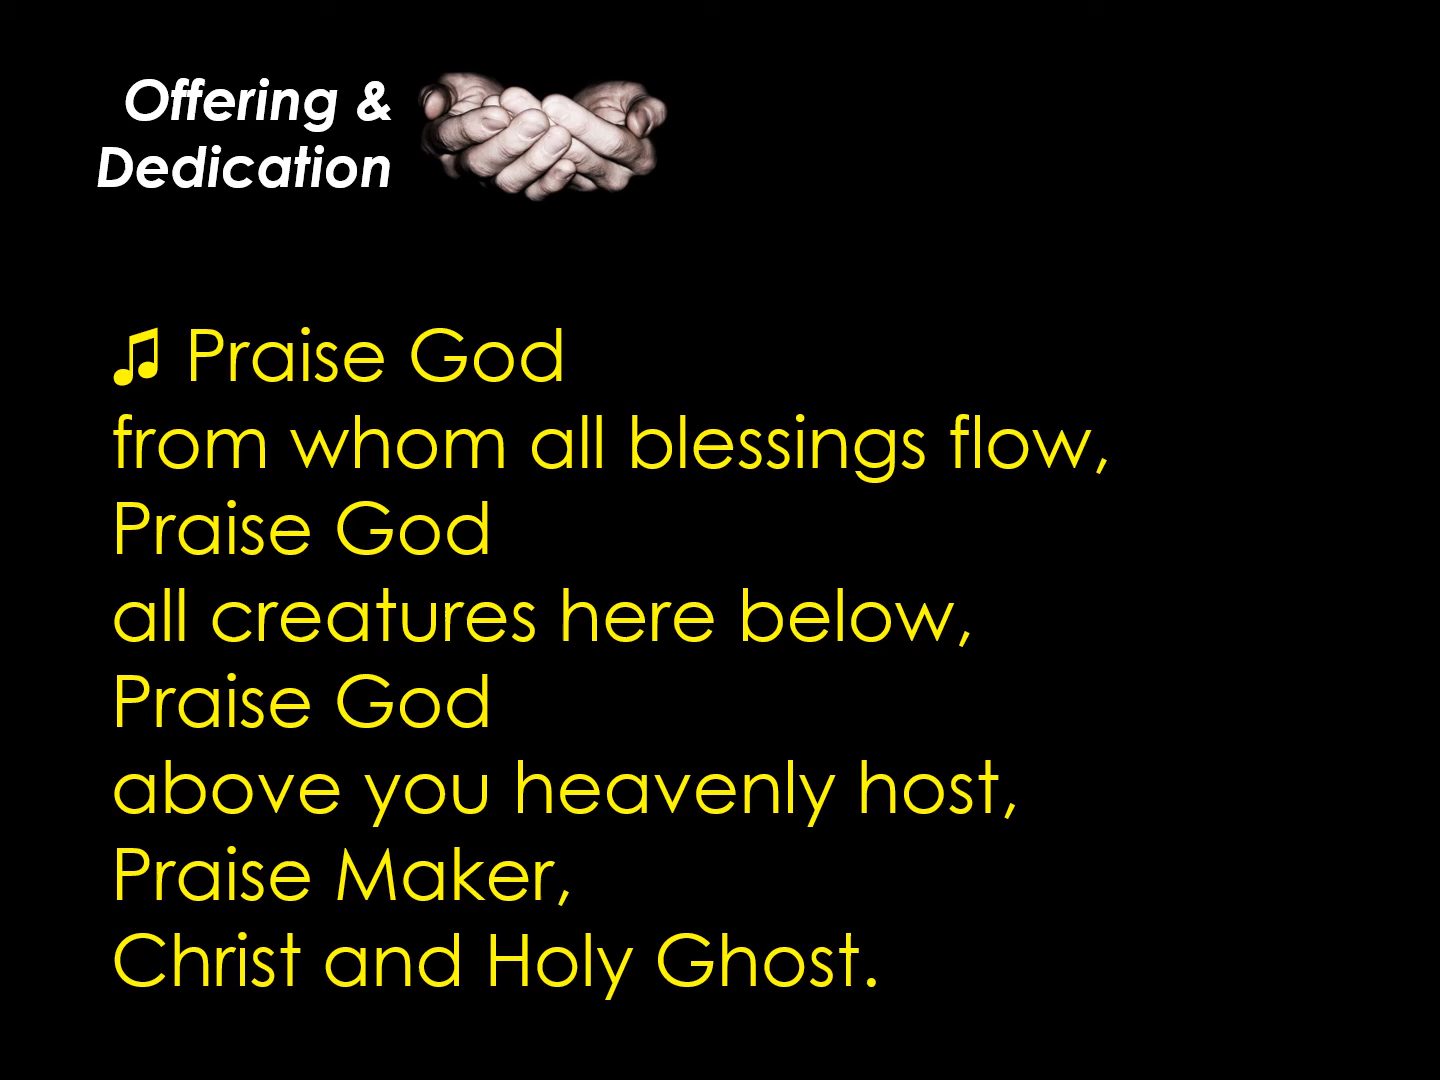 Offering &
Dedication
♫ Praise God
from whom all blessings flow,
Praise God
all creatures here below,
Praise God
above you heavenly host,
Praise Maker,
Christ and Holy Ghost.